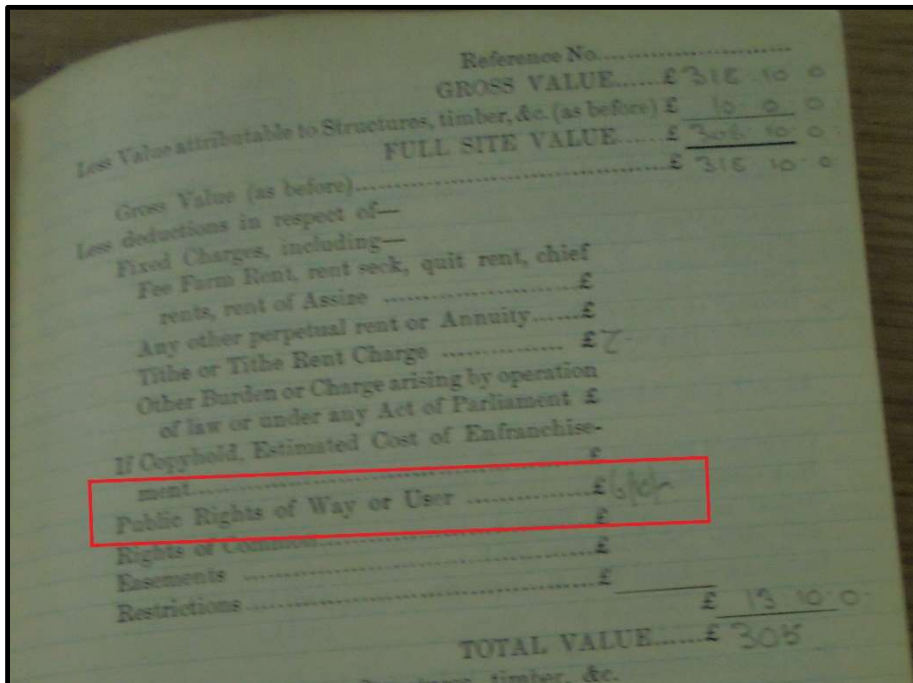 Reference No..........................
GROSS VALUE......£ 318 10 0
Less Value attributable to Structures, timber, &c. (as before) £ 10 0 0
FULL SITE VALUE......£ 308 10 0
Gross Value (as before)..................................................£ 318 10 0
Less deductions in respect of—
Fixed Charges, including—
Fee Farm Rent, rent seck, quit rent, chief
rents, rent of Assize ........................£
Any other perpetual rent or Annuity......£
Tithe or Tithe Rent Charge ............... £ 7
Other Burden or Charge arising by operation
of law or under any Act of Parliament £
If Copyhold, Estimated Cost of Enfranchise-
ment..................................................£
Public Rights of Way or User ...............£ 6/10/-
Rights of Common.................................£
Easements ..........................................£
Restrictions..........................................£
£ 13 10 0
TOTAL VALUE......£ 305
timber, &c.